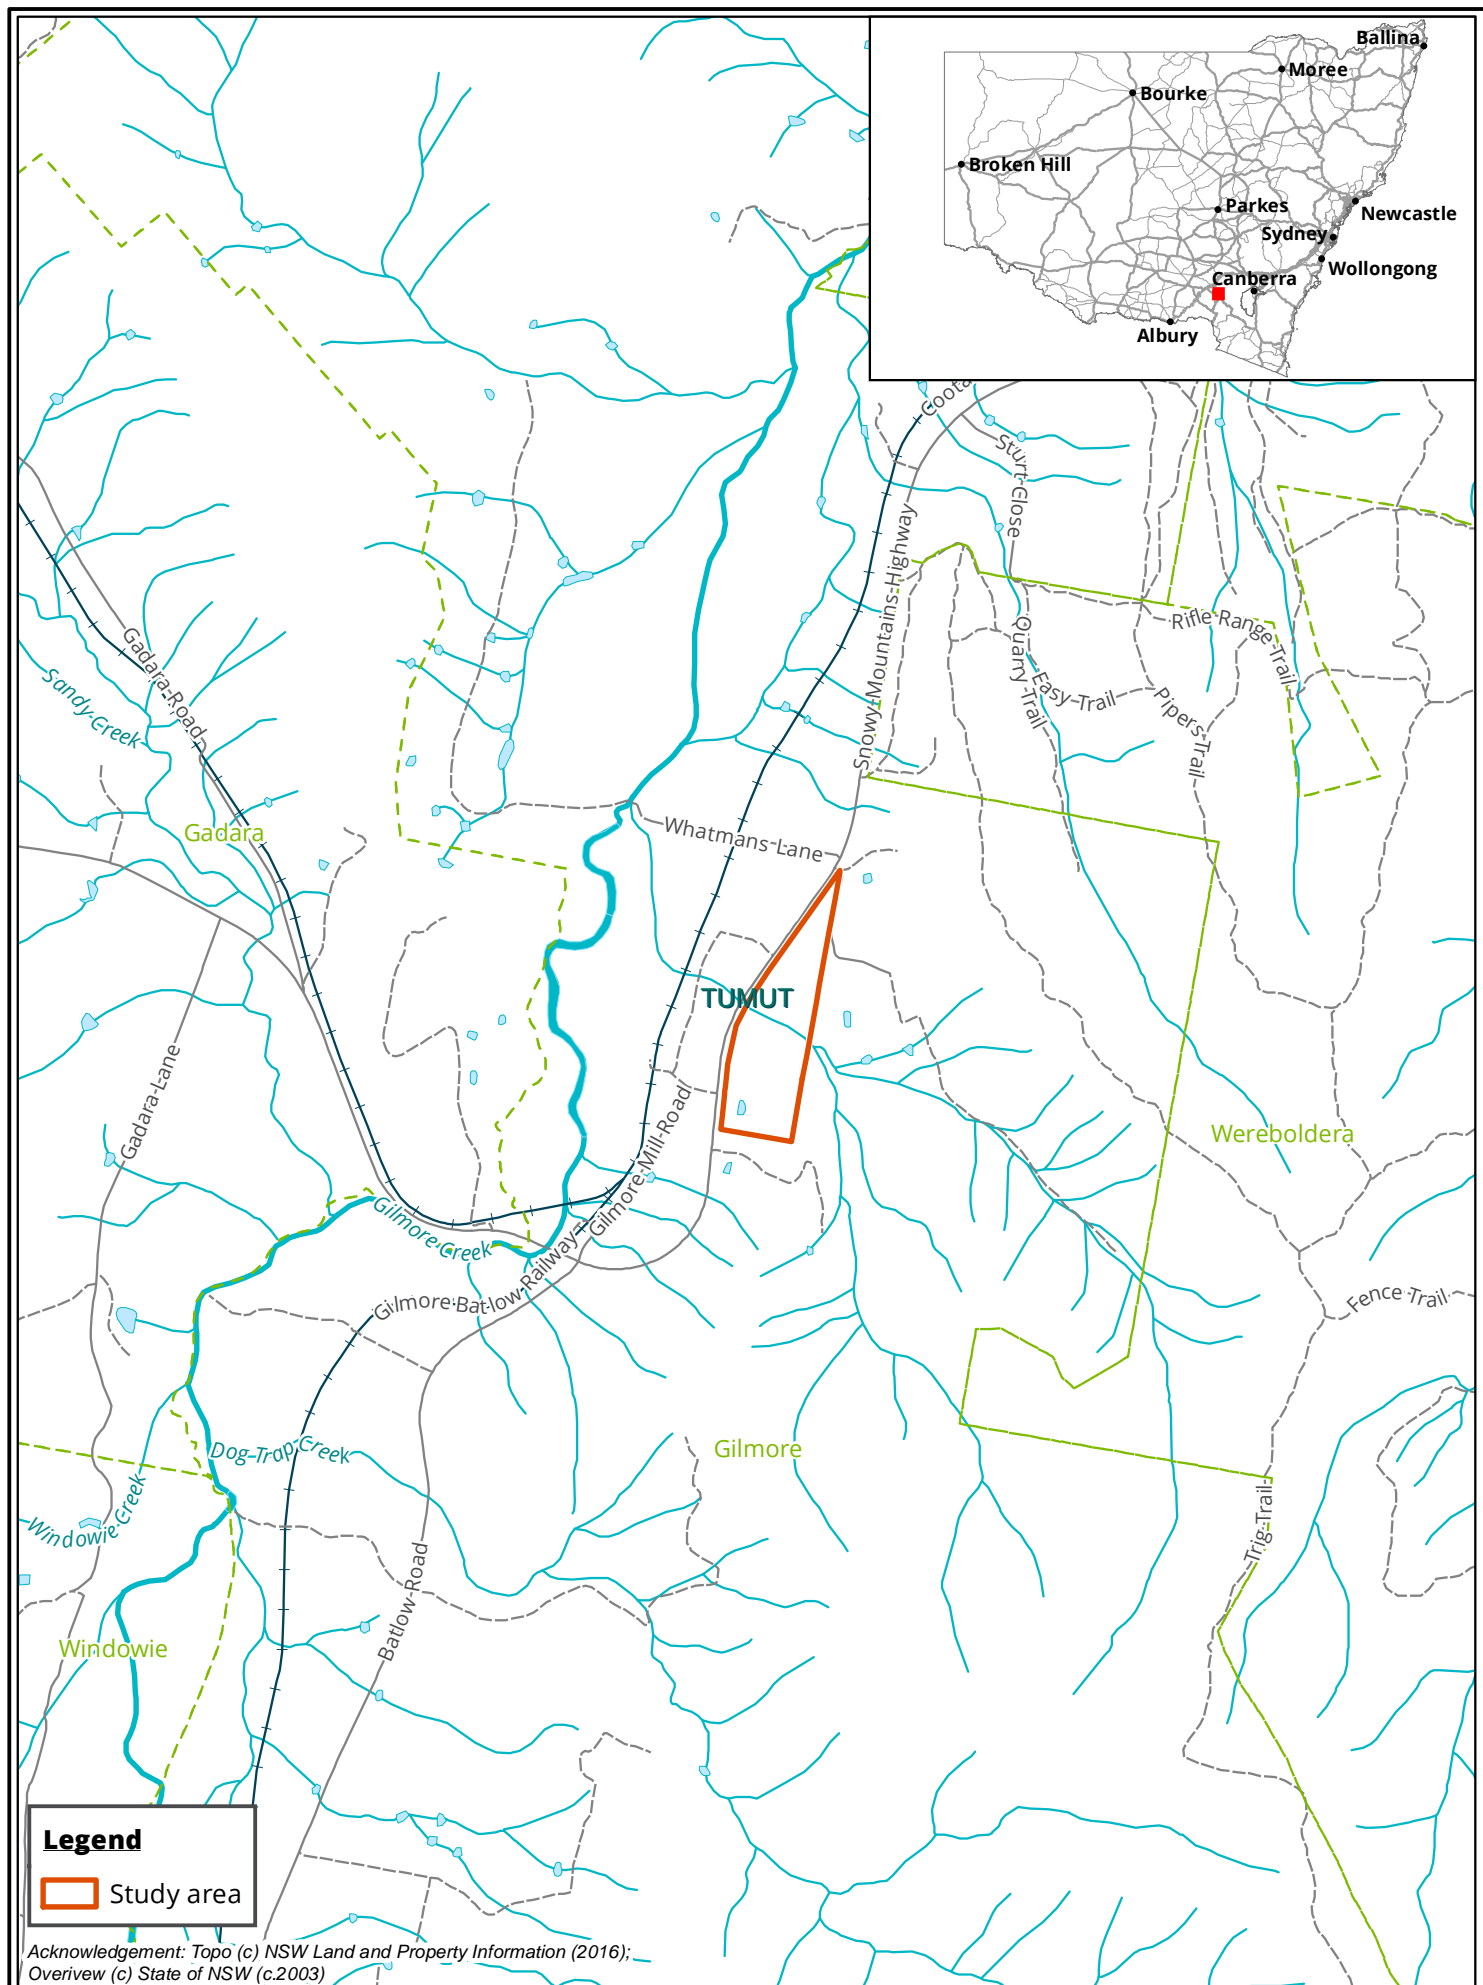 Ballina
Moree
Bourke
Broken Hill
Parkes
Newcastle
Sydney
Wollongong
Canberra
Albury
Sturt Close
Snowy Mountains Highway
Rifle Range Trail
Quarry Trail
Easy Trail
Pipers Trail
Gadara Road
Sandy Creek
Gadara
Whatmans Lane
TUMUT
Gadara Lane
Gilmore Mill Road
Wereboldera
Gilmore Creek
Gilmore Batlow Railway
Fence Trail
Dog Trap Creek
Gilmore
Windowie Creek
Trig Trail
Batlow Road
Windowie
Legend
Study area
Acknowledgement: Topo (c) NSW Land and Property Information (2016);
Overivew (c) State of NSW (c.2003)